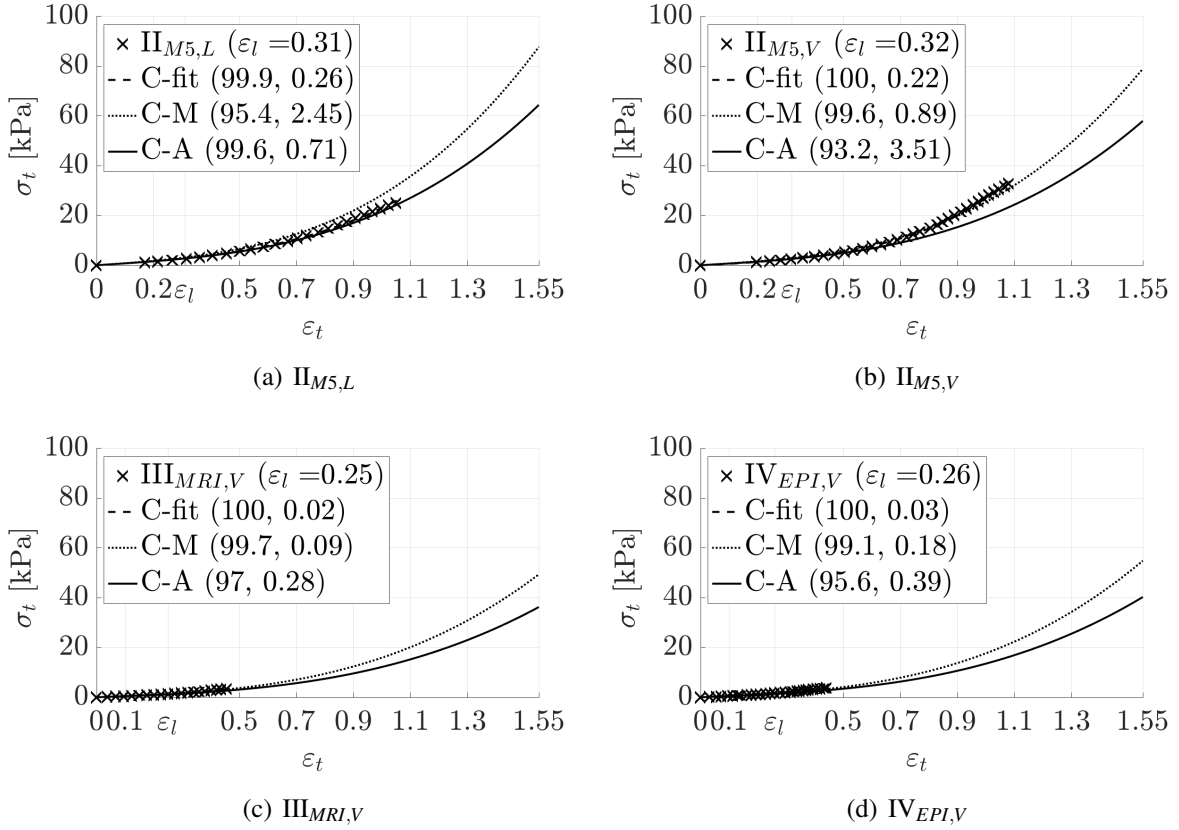 100
80
60
40
20
0
σt [kPa]
IIM5,L (εl =0.31)
C-fit (99.9, 0.26)
C-M (95.4, 2.45)
C-A (99.6, 0.71)
0 0.2 εl 0.5 0.7 0.9 1.1 1.3 1.55
εt
(a) IIM5,L
100
80
60
40
20
0
σt [kPa]
IIM5,V (εl =0.32)
C-fit (100, 0.22)
C-M (99.6, 0.89)
C-A (93.2, 3.51)
0 0.2 εl 0.5 0.7 0.9 1.1 1.3 1.55
εt
(b) IIM5,V
100
80
60
40
20
0
σt [kPa]
IIIMRI,V (εl =0.25)
C-fit (100, 0.02)
C-M (99.7, 0.09)
C-A (97, 0.28)
0 0.1 εl 0.5 0.7 0.9 1.1 1.3 1.55
εt
(c) IIIMRI,V
100
80
60
40
20
0
σt [kPa]
IVEPI,V (εl =0.26)
C-fit (100, 0.03)
C-M (99.1, 0.18)
C-A (95.6, 0.39)
0 0.1 εl 0.5 0.7 0.9 1.1 1.3 1.55
εt
(d) IVEPI,V